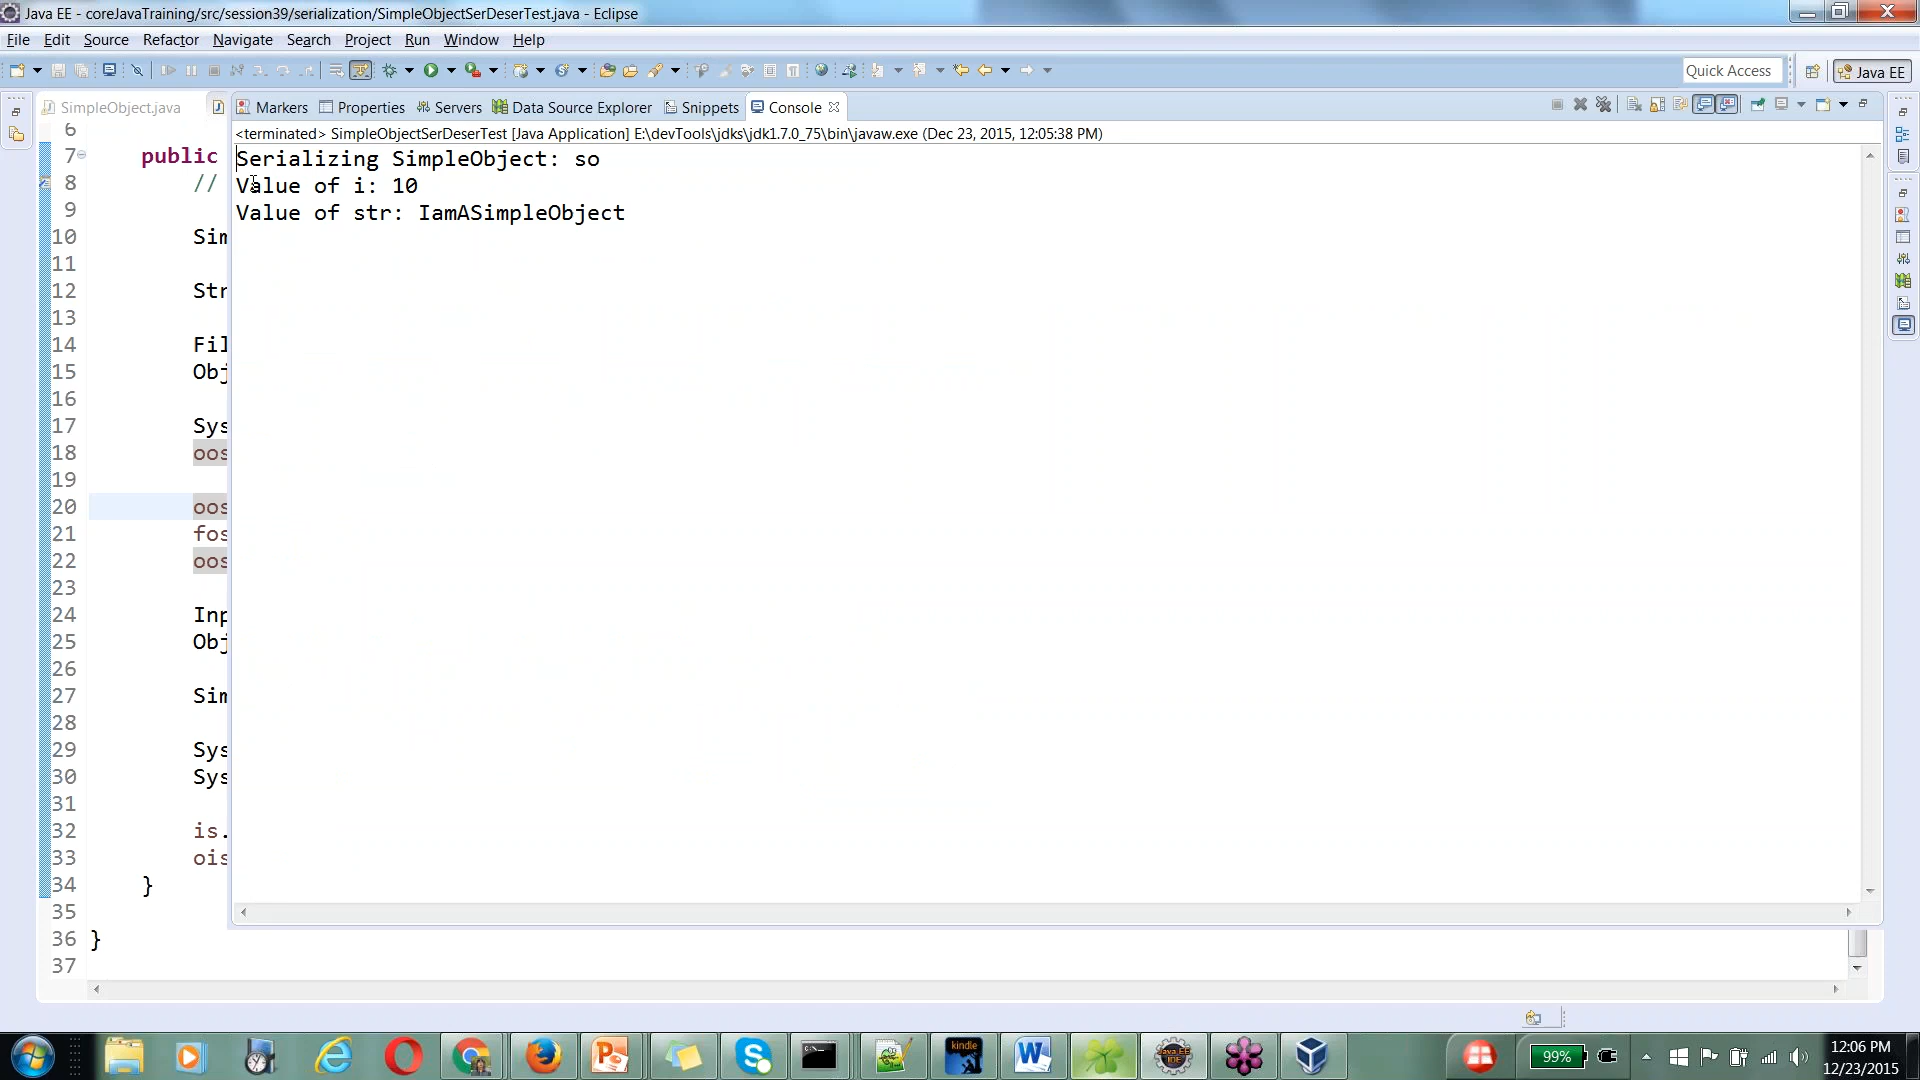 Java EE - coreJavaTraining/src/session39/serialization/SimpleObjectSerDeserTest.java - Eclipse
File Edit Source Refactor Navigate Search Project Run Window Help
Quick Access Java EE
SimpleObject.java Markers Properties Servers Data Source Explorer Snippets Console
<terminated> SimpleObjectSerDeserTest [Java Application] E:\devTools\jdks\jdk1.7.0_75\bin\javaw.exe (Dec 23, 2015, 12:05:38 PM)
6
7 public Serializing SimpleObject: so
8 // Value of i: 10
9 Value of str: IamASimpleObject
10 Sim
11
12 Str
13
14 Fil
15 Obj
16
17 Sys
18 oos
19
20 oos
21 fos
22 oos
23
24 Inp
25 Obj
26
27 Sim
28
29 Sys
30 Sys
31
32 is.
33 ois
34 }
35
36 }
37
kindle
99%
12:06 PM
12/23/2015